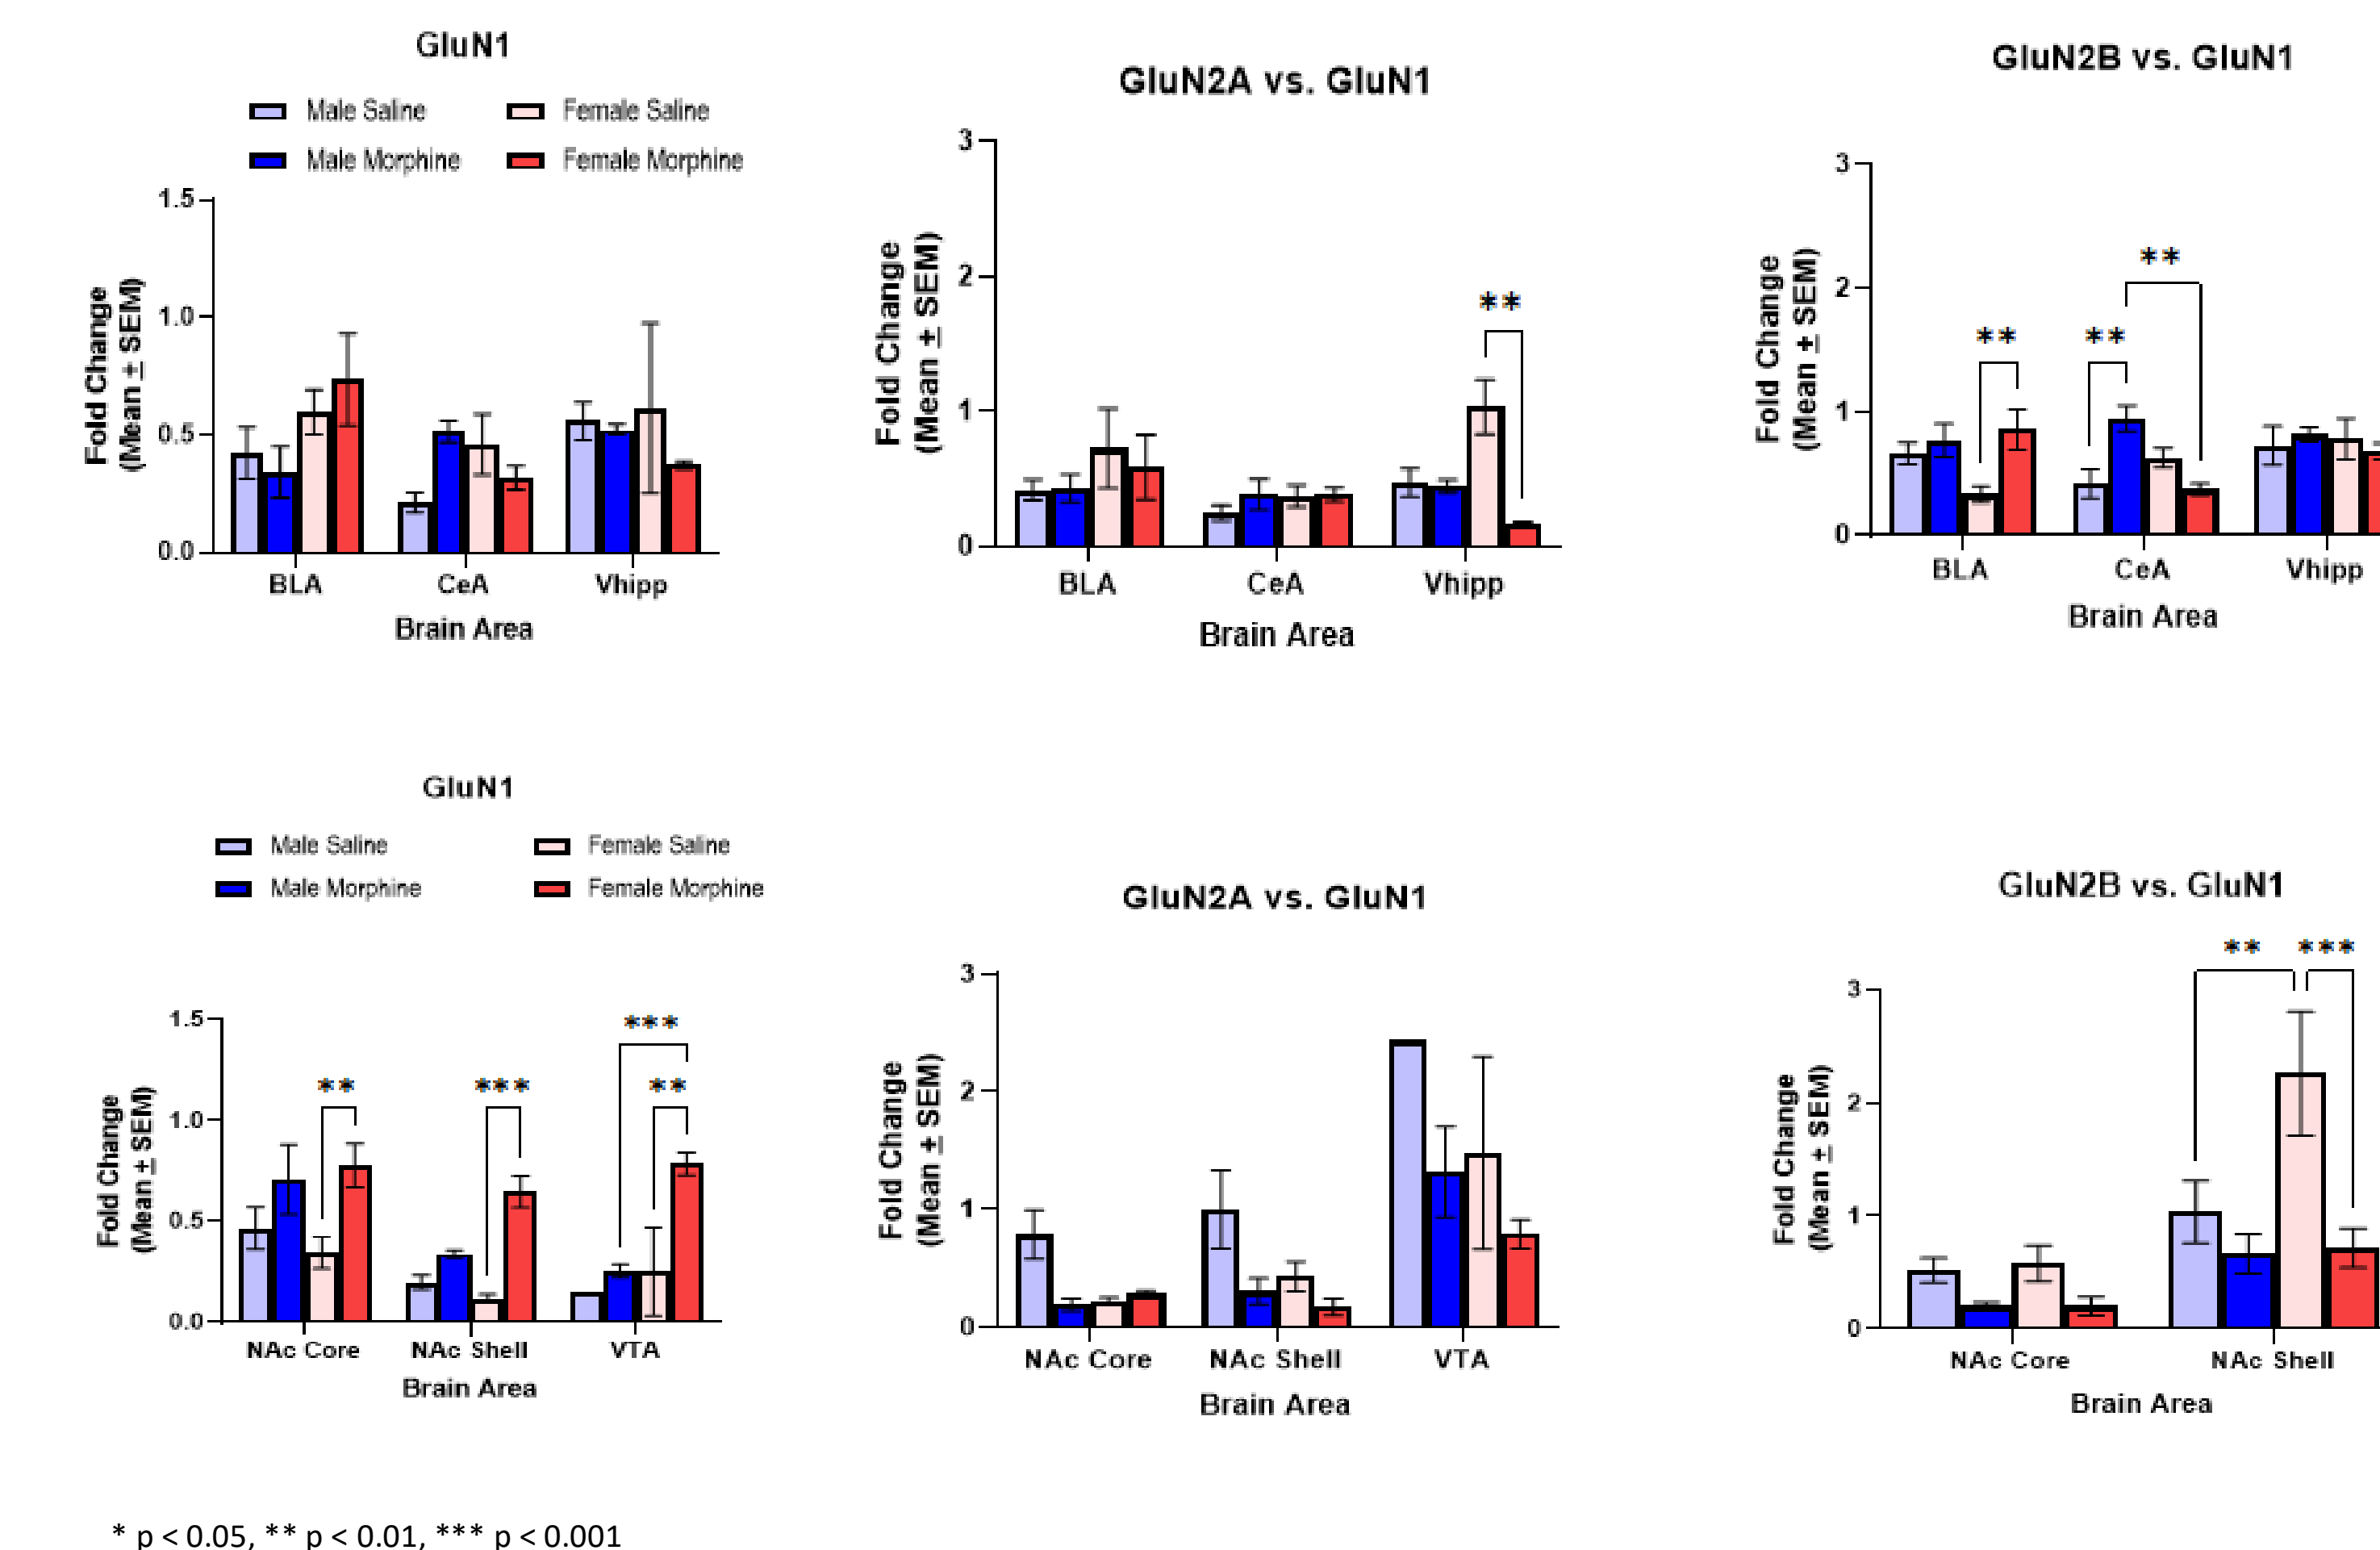 GluN1
Male Saline
Female Saline
Male Morphine
Female Morphine
1.5
1.0
0.5
0.0
Fold Change
(Mean ± SEM)
BLA
CeA
Vhipp
Brain Area
GluN2A vs. GluN1
3
2
1
0
Fold Change
(Mean ± SEM)
**
BLA
CeA
Vhipp
Brain Area
GluN2B vs. GluN1
3
2
1
0
Fold Change
(Mean ± SEM)
**
**
**
BLA
CeA
Vhipp
Brain Area
GluN1
Male Saline
Female Saline
Male Morphine
Female Morphine
1.5
1.0
0.5
0.0
Fold Change
(Mean ± SEM)
**
***
***
**
NAc Core
NAc Shell
VTA
Brain Area
GluN2A vs. GluN1
3
2
1
0
Fold Change
(Mean ± SEM)
NAc Core
NAc Shell
VTA
Brain Area
GluN2B vs. GluN1
3
2
1
0
Fold Change
(Mean ± SEM)
**
***
NAc Core
NAc Shell
Brain Area
* p < 0.05, ** p < 0.01, *** p < 0.001